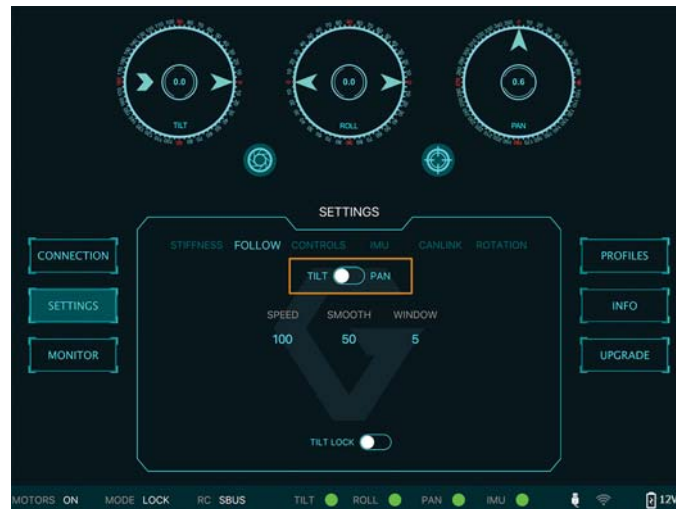 0.0
TILT
0.0
ROLL
0.6
PAN
SETTINGS
STIFFNESS FOLLOW CONTROLS IMU CANLINK ROTATION
TILT PAN
SPEED SMOOTH WINDOW
100 50 5
TILT LOCK
CONNECTION
SETTINGS
MONITOR
PROFILES
INFO
UPGRADE
MOTORS ON MODE LOCK RC SBUS TILT ROLL PAN IMU 12V